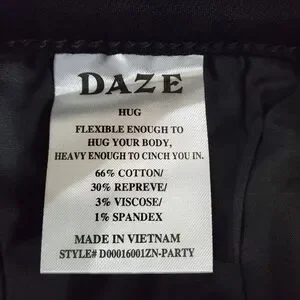 DAZE
HUG
FLEXIBLE ENOUGH TO
HUG YOUR BODY,
HEAVY ENOUGH TO CINCH YOU IN.
66% COTTON/
30% REPREVE/
3% VISCOSE/
1% SPANDEX
MADE IN VIETNAM
STYLE# D00016001ZN-PARTY